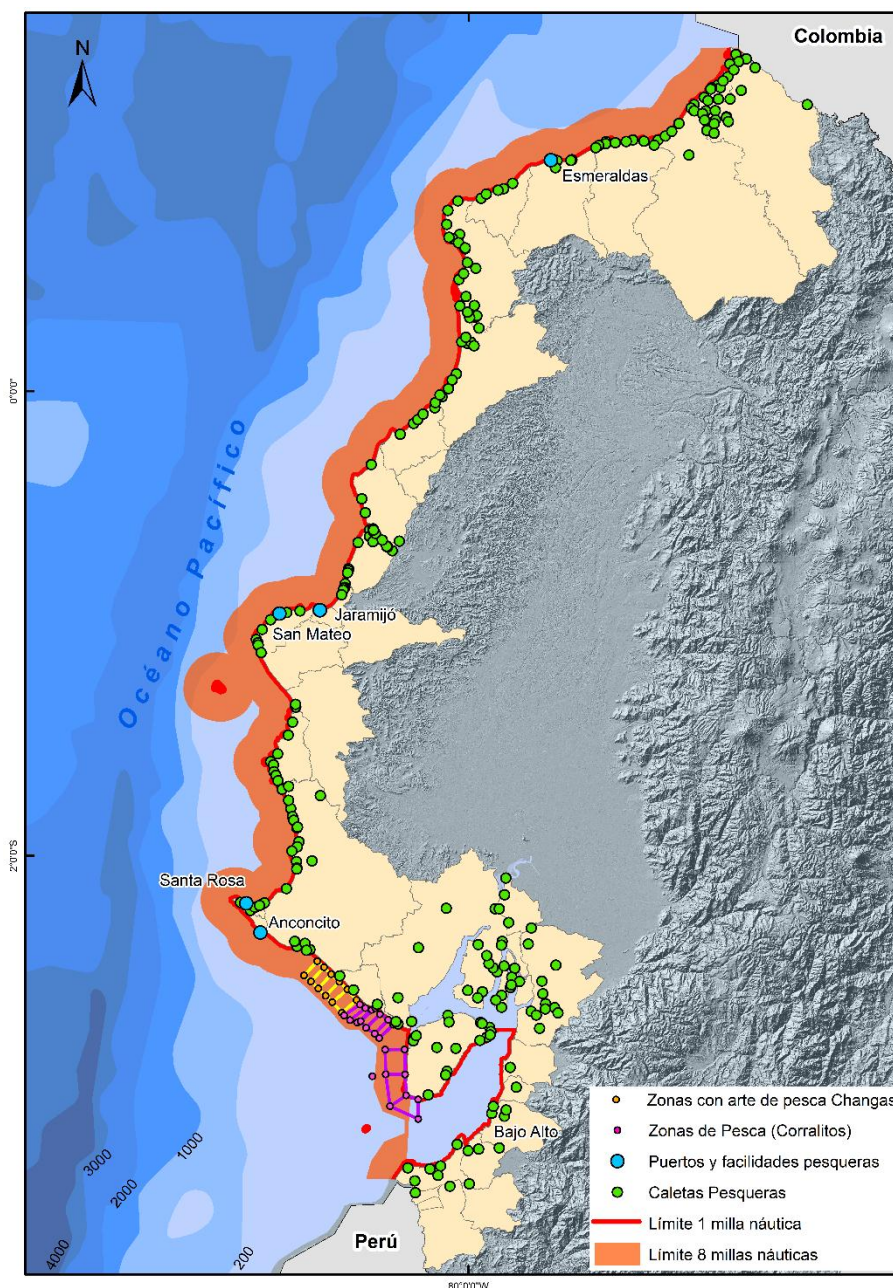 Colombia
N
Esmeraldas
0°0'0"
Océano Pacífico
Jaramijó
San Mateo
2°0'0"S
Santa Rosa
Anconcito
Bajo Alto
Perú
3000
2000
1000
4000
200
Zonas con arte de pesca Changas
Zonas de Pesca (Corralitos)
Puertos y facilidades pesqueras
Caletas Pesqueras
Límite 1 milla náutica
Límite 8 millas náuticas
80°0'0"W